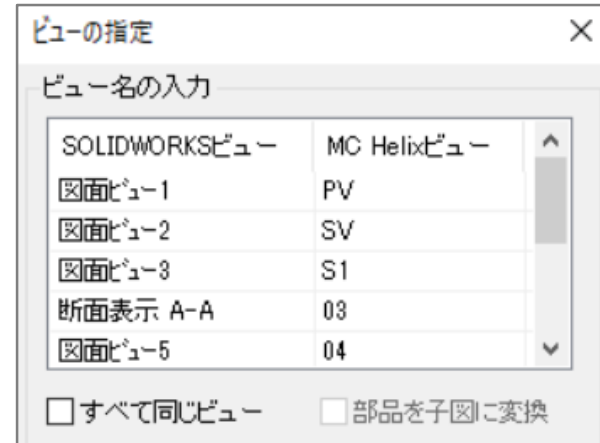 ビューの指定
ビュー名の入力
SOLIDWORKSビュー MC Helixビュー
図面ビュー1 PV
図面ビュー2 SV
図面ビュー3 S1
断面表示 A-A 03
図面ビュー5 04
すべて同じビュー 部品を子図に変換